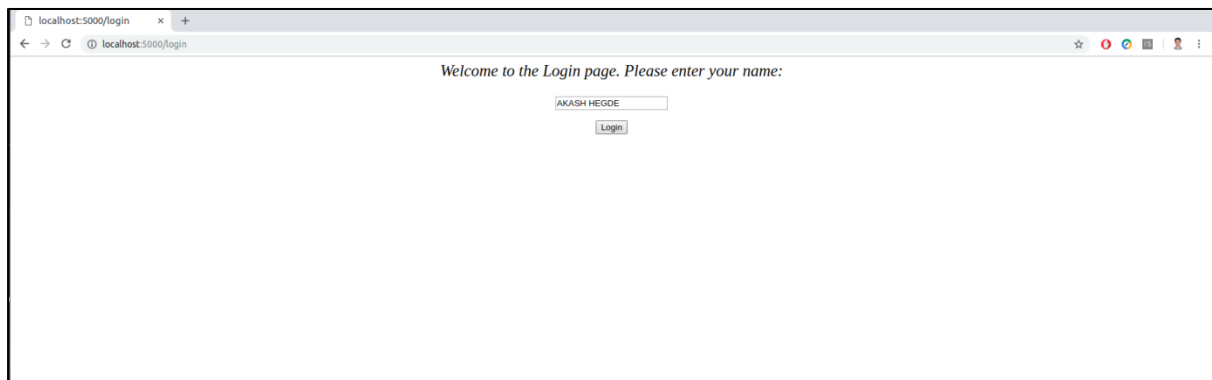 localhost:5000/login
localhost:5000/login
Welcome to the Login page. Please enter your name:
AKASH HEGDE
Login